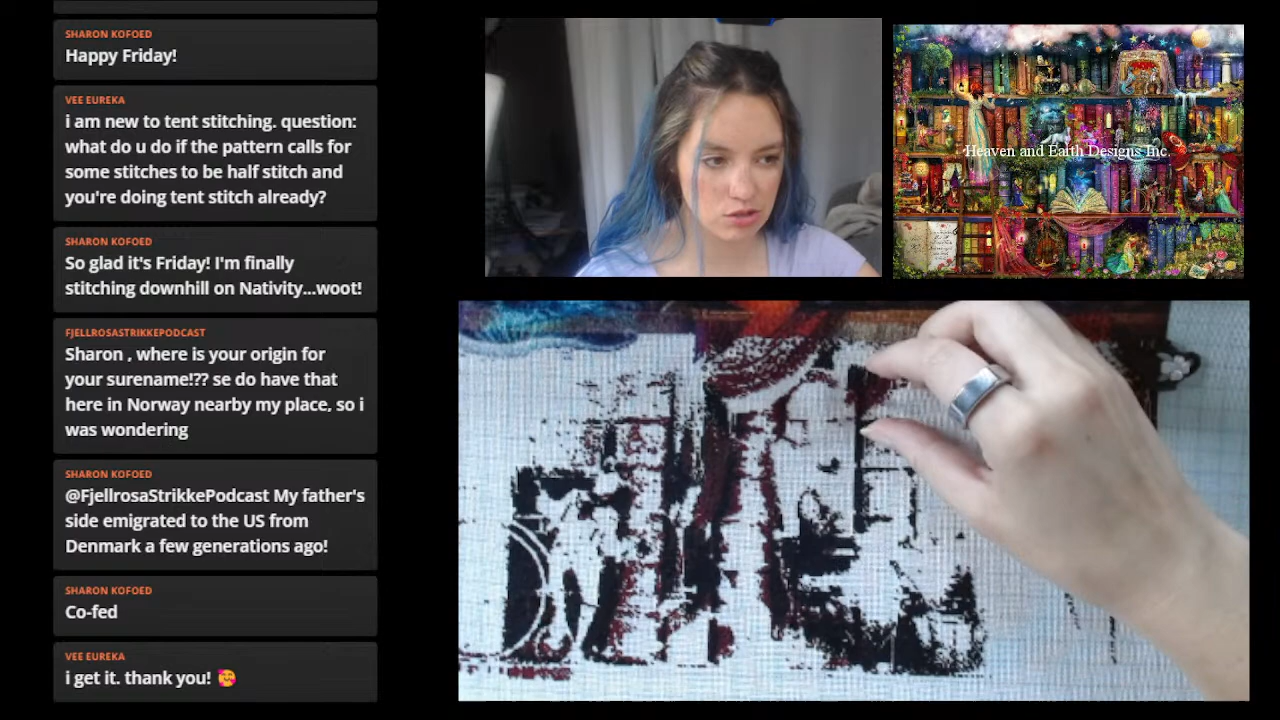 SHARON KOFOED
Happy Friday!
VEE EUREKA
i am new to tent stitching. question:
what do u do if the pattern calls for
some stitches to be half stitch and
you're doing tent stitch already?
SHARON KOFOED
So glad it's Friday! I'm finally
stitching downhill on Nativity...woot!
FJELLROSASTRIKKEPODCAST
Sharon , where is your origin for
your surename!?? se do have that
here in Norway nearby my place, so i
was wondering
SHARON KOFOED
@FjellrosaStrikkePodcast My father's
side emigrated to the US from
Denmark a few generations ago!
SHARON KOFOED
Co-fed
VEE EUREKA
i get it. thank you! 🥰
Heaven and Earth Designs Inc.